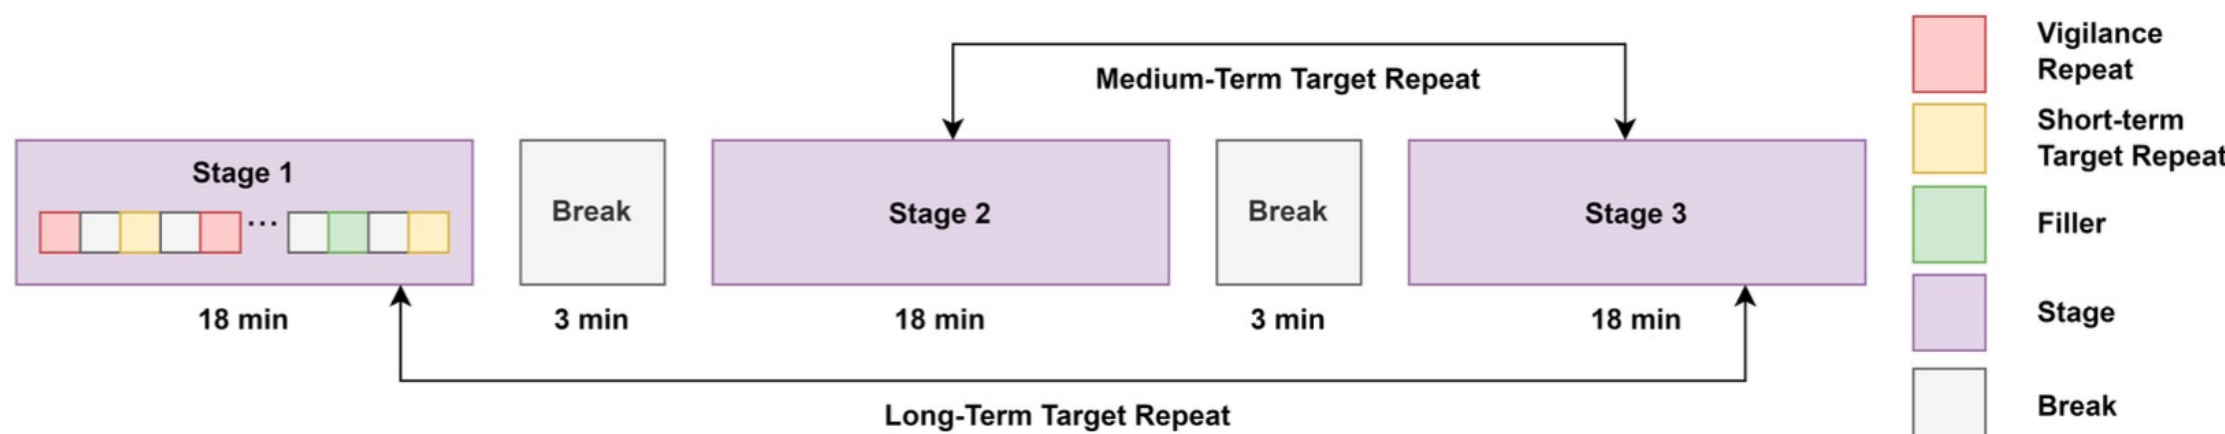 Medium-Term Target Repeat
Stage 1
...
Break
Stage 2
Break
Stage 3
18 min
3 min
18 min
3 min
18 min
Long-Term Target Repeat
Vigilance
Repeat
Short-term
Target Repeat
Filler
Stage
Break